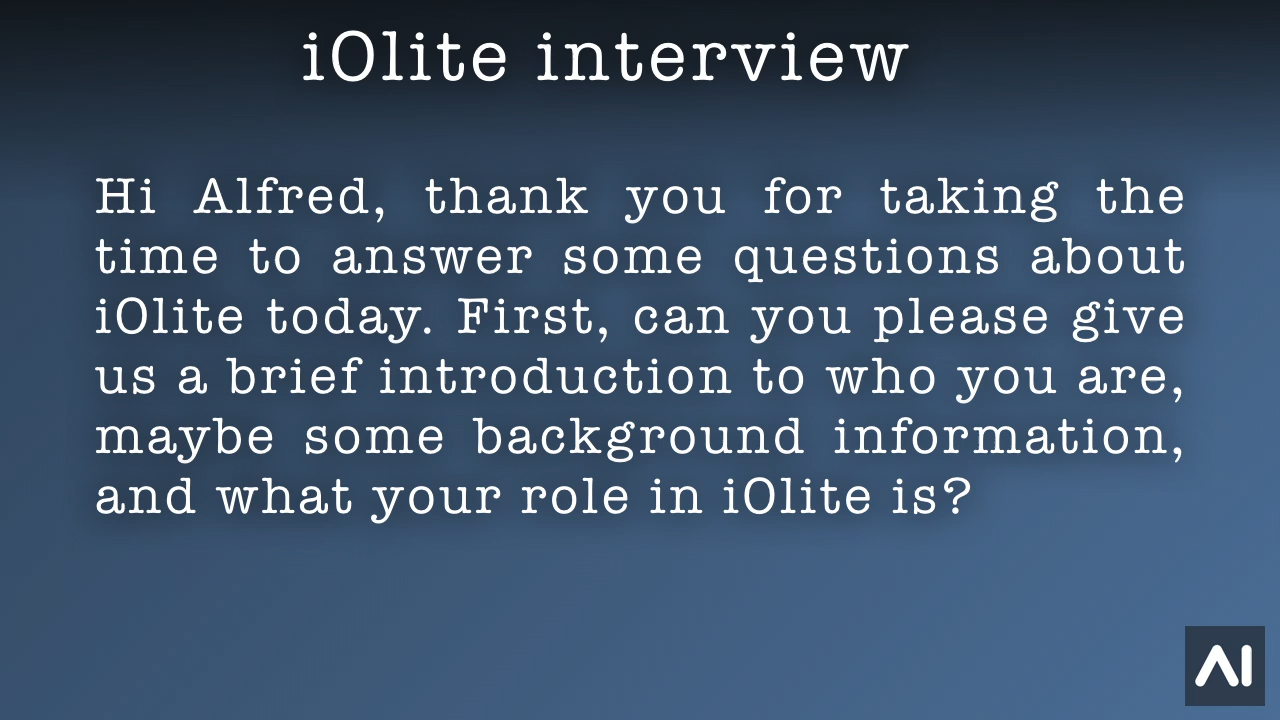 iOlite interview
Hi Alfred, thank you for taking the
time to answer some questions about
iOlite today. First, can you please give
us a brief introduction to who you are,
maybe some background information,
and what your role in iOlite is?
AI